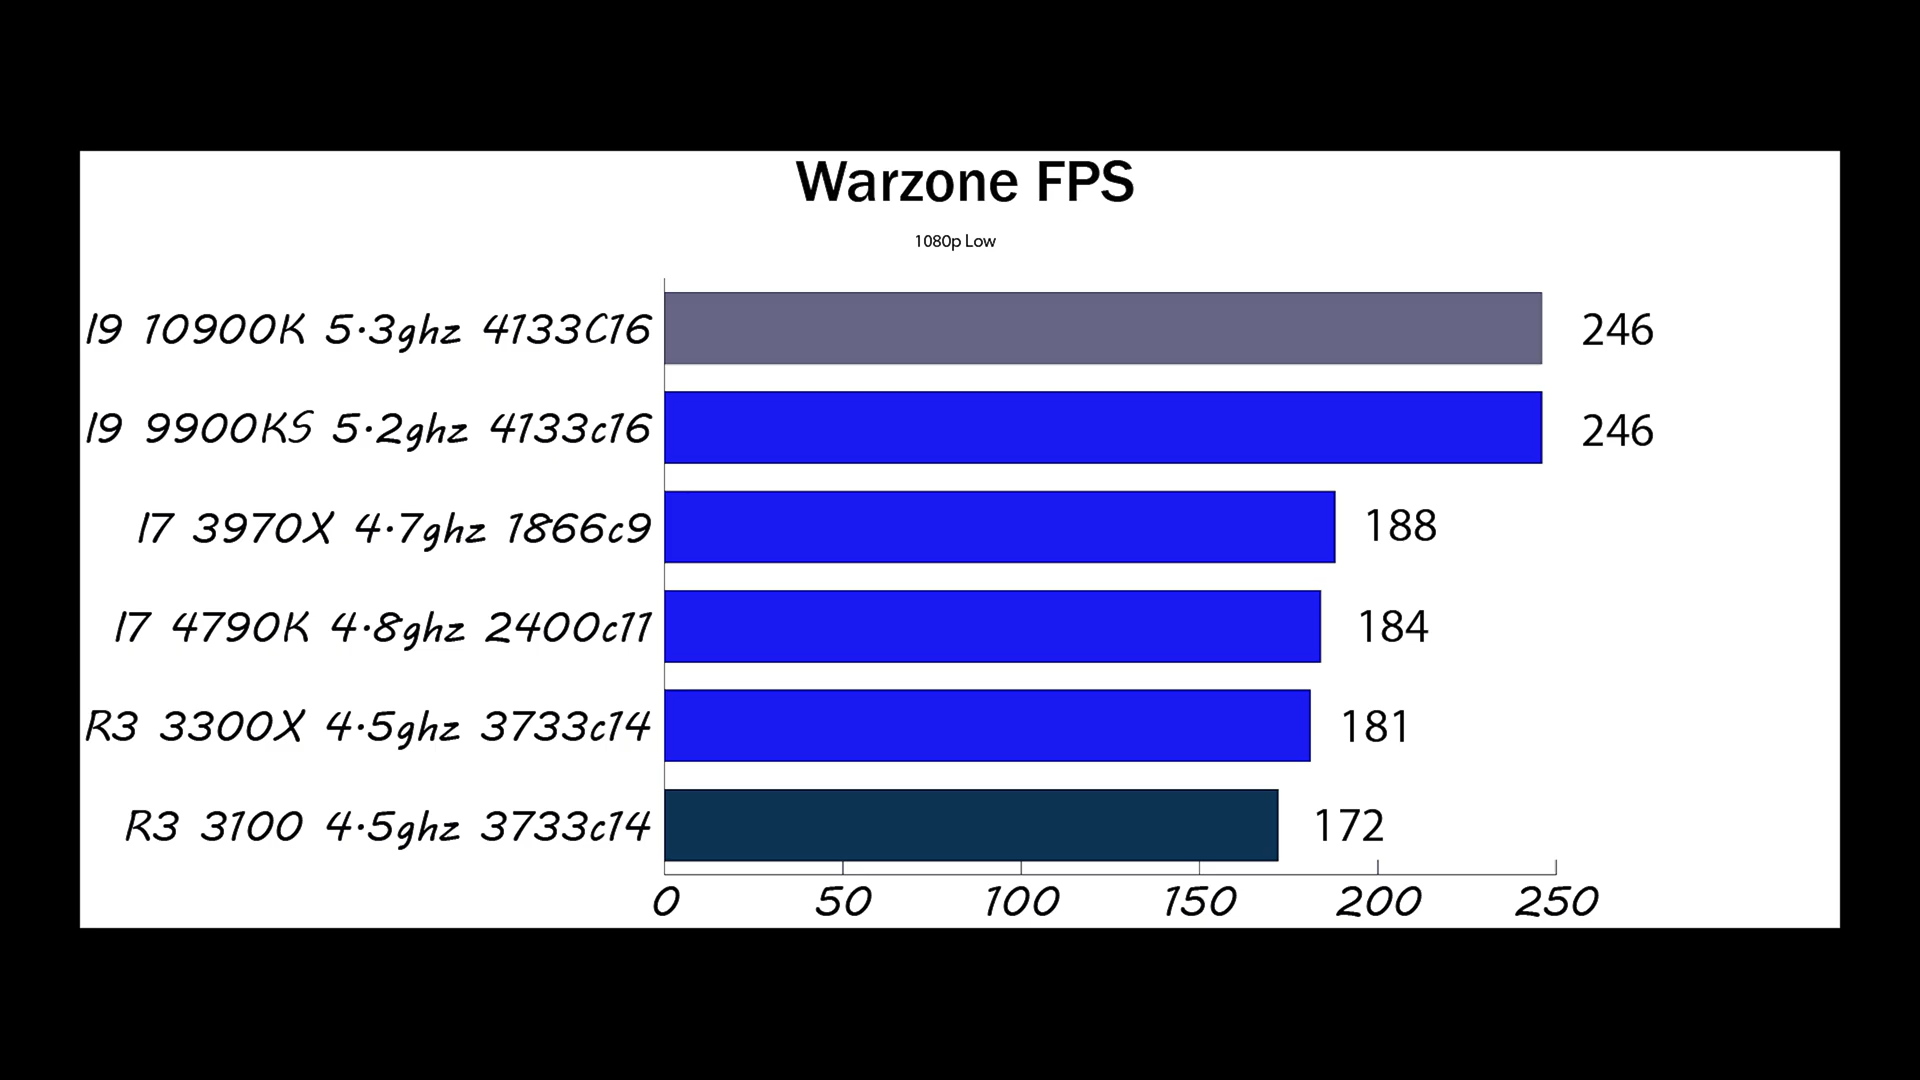 Warzone FPS
1080p Low
I9 10900K 5.3ghz 4133C16 246
I9 9900KS 5.2ghz 4133c16 246
I7 3970X 4.7ghz 1866c9 188
I7 4790K 4.8ghz 2400c11 184
R3 3300X 4.5ghz 3733c14 181
R3 3100 4.5ghz 3733c14 172
0 50 100 150 200 250